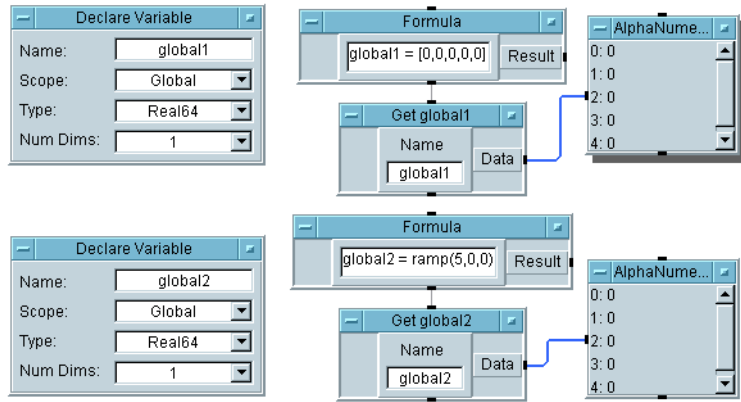 Declare Variable
Name: global1
Scope: Global
Type: Real64
Num Dims: 1
Formula
global1 = [0,0,0,0,0] Result
Get global1
Name
global1
Data
AlphaNume...
0: 0
1: 0
2: 0
3: 0
4: 0
Declare Variable
Name: global2
Scope: Global
Type: Real64
Num Dims: 1
Formula
global2 = ramp(5,0,0) Result
Get global2
Name
global2
Data
AlphaNume...
0: 0
1: 0
2: 0
3: 0
4: 0